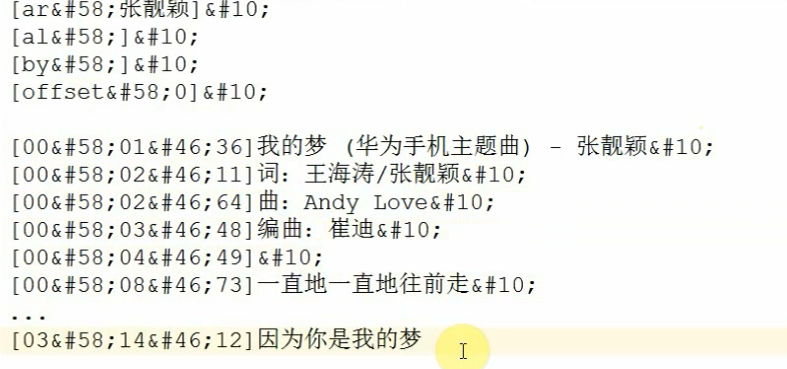 [ar&#58;张靓颖]&#10;
[al&#58;]&#10;
[by&#58;]&#10;
[offset&#58;0]&#10;
[00&#58;01&#46;36]我的梦 (华为手机主题曲) - 张靓颖&#10;
[00&#58;02&#46;11]词：王海涛/张靓颖&#10;
[00&#58;02&#46;64]曲：Andy Love&#10;
[00&#58;03&#46;48]编曲：崔迪&#10;
[00&#58;04&#46;49]&#10;
[00&#58;08&#46;73]一直地一直地往前走&#10;
...
[03&#58;14&#46;12]因为你是我的梦